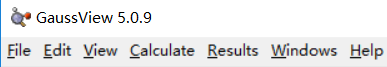 GaussView 5.0.9
File Edit View Calculate Results Windows Help